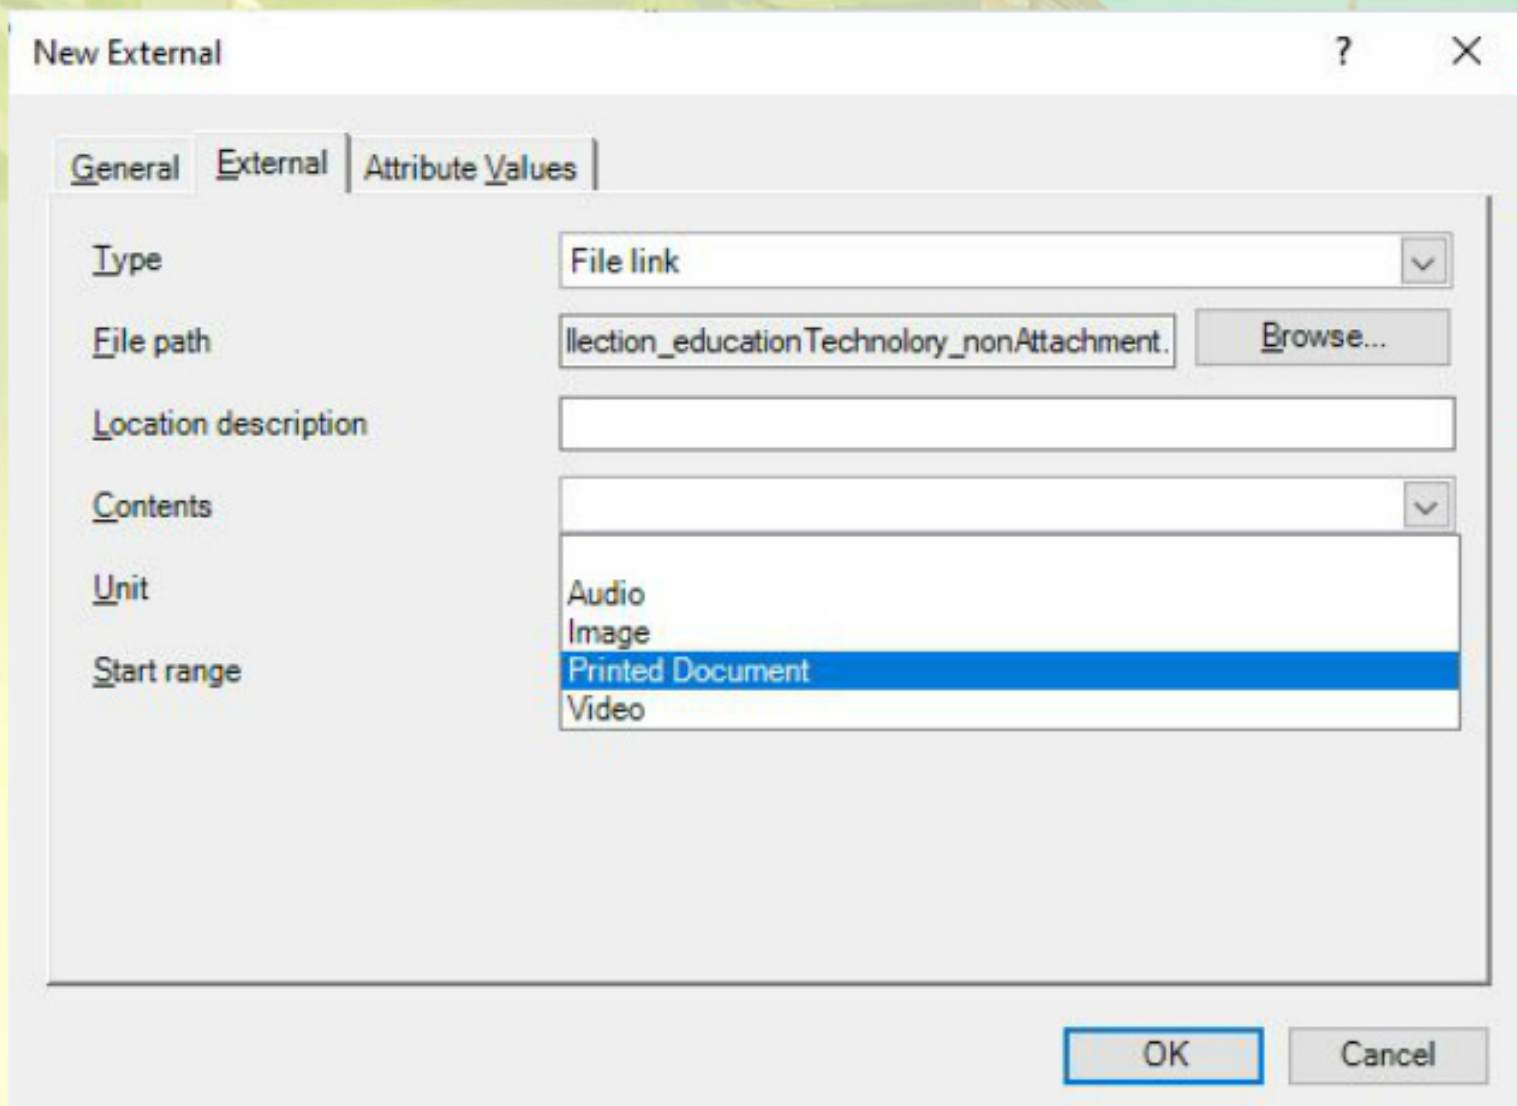 New External ?
General External Attribute Values
Type File link
File path llection_educationTechnolory_nonAttachment. Browse...
Location description
Contents
Unit
Audio
Image
Start range
Printed Document
Video
OK Cancel